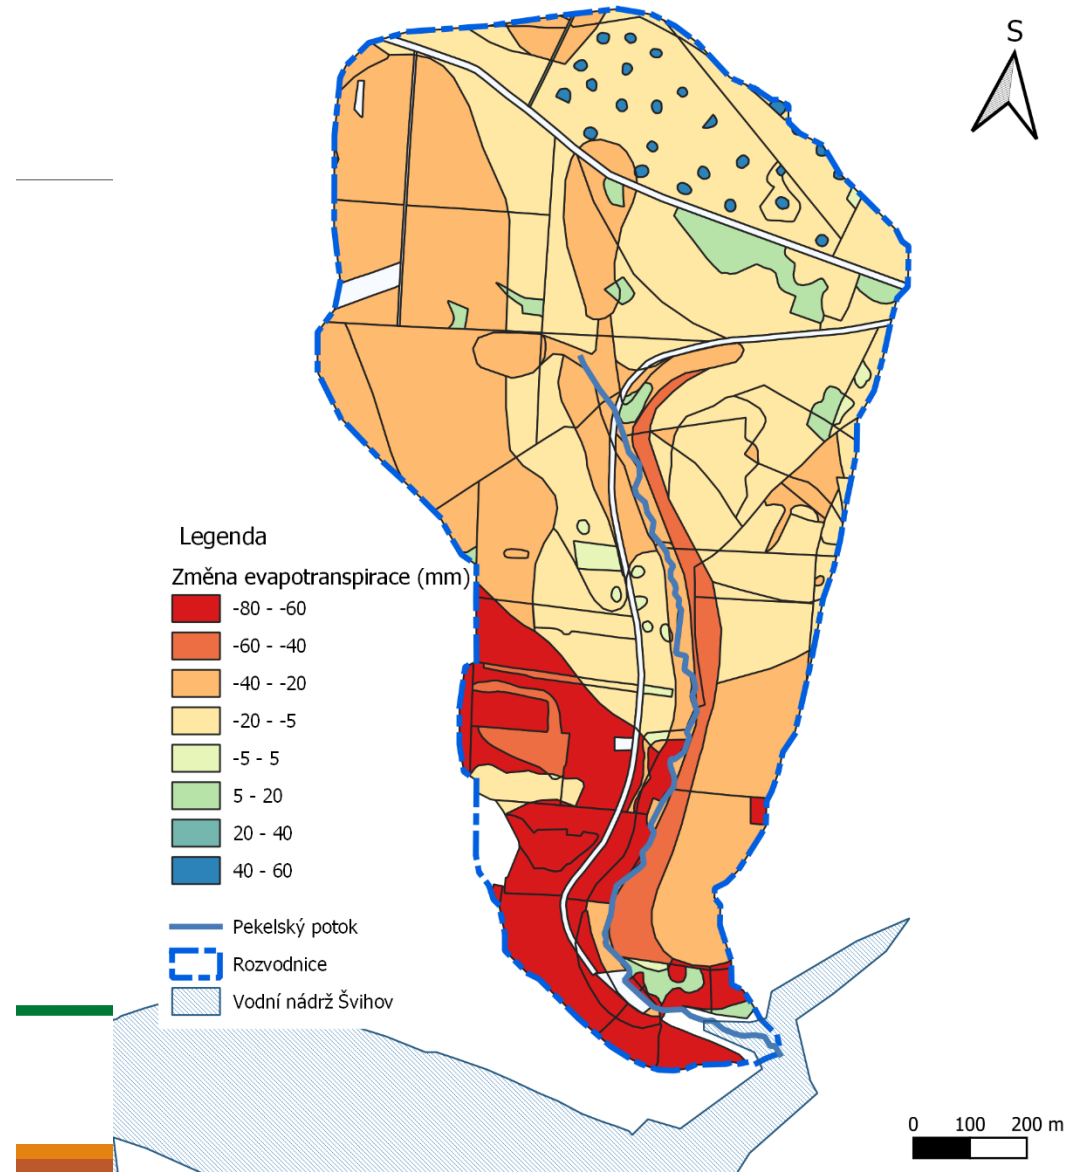 S
Legenda
Změna evapotranspirace (mm)
-80 - -60
-60 - -40
-40 - -20
-20 - -5
-5 - 5
5 - 20
20 - 40
40 - 60
Pekelský potok
Rozvodnice
Vodní nádrž Švihov
0 100 200 m